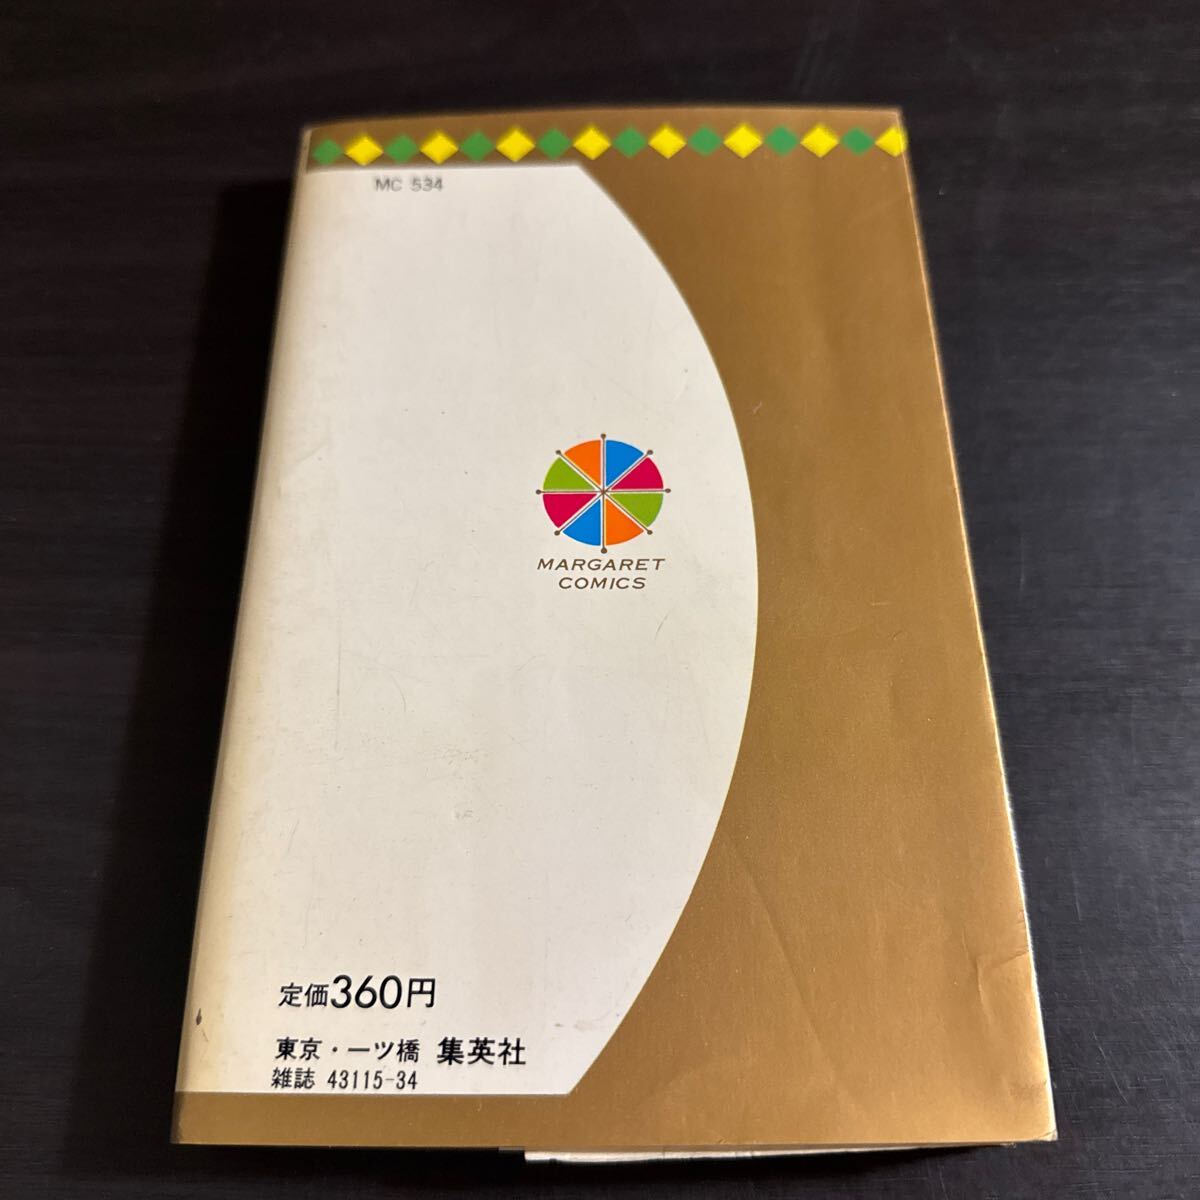 MC 534
MARGARET
COMICS
定価360円
東京・一ツ橋 集英社
雑誌 43115-34